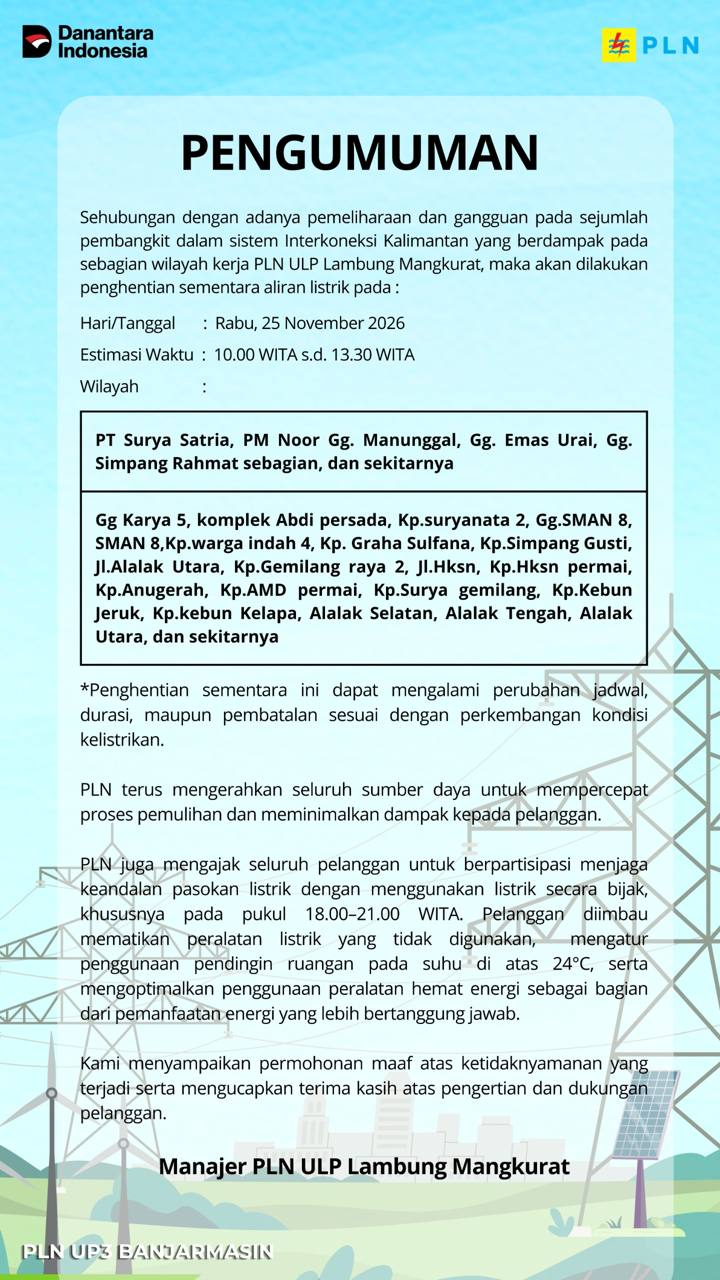 Danantara
Indonesia
PLN
PENGUMUMAN
Sehubungan dengan adanya pemeliharaan dan gangguan pada sejumlah
pembangkit dalam sistem Interkoneksi Kalimantan yang berdampak pada
sebagian wilayah kerja PLN ULP Lambung Mangkurat, maka akan dilakukan
penghentian sementara aliran listrik pada :
Hari/Tanggal : Rabu, 25 November 2026
Estimasi Waktu : 10.00 WITA s.d. 13.30 WITA
Wilayah :
PT Surya Satria, PM Noor Gg. Manunggal, Gg. Emas Urai, Gg.
Simpang Rahmat sebagian, dan sekitarnya
Gg Karya 5, komplek Abdi persada, Kp.suryanata 2, Gg.SMAN 8,
SMAN 8,Kp.warga indah 4, Kp. Graha Sulfana, Kp.Simpang Gusti,
Jl.Alalak Utara, Kp.Gemilang raya 2, Jl.Hksn, Kp.Hksn permai,
Kp.Anugerah, Kp.AMD permai, Kp.Surya gemilang, Kp.Kebun
Jeruk, Kp.kebun Kelapa, Alalak Selatan, Alalak Tengah, Alalak
Utara, dan sekitarnya
*Penghentian sementara ini dapat mengalami perubahan jadwal,
durasi, maupun pembatalan sesuai dengan perkembangan kondisi
kelistrikan.
PLN terus mengerahkan seluruh sumber daya untuk mempercepat
proses pemulihan dan meminimalkan dampak kepada pelanggan.
PLN juga mengajak seluruh pelanggan untuk berpartisipasi menjaga
keandalan pasokan listrik dengan menggunakan listrik secara bijak,
khususnya pada pukul 18.00–21.00 WITA. Pelanggan diimbau
mematikan peralatan listrik yang tidak digunakan, mengatur
penggunaan pendingin ruangan pada suhu di atas 24°C, serta
mengoptimalkan penggunaan peralatan hemat energi sebagai bagian
dari pemanfaatan energi yang lebih bertanggung jawab.
Kami menyampaikan permohonan maaf atas ketidaknyamanan yang
terjadi serta mengucapkan terima kasih atas pengertian dan dukungan
pelanggan.
Manajer PLN ULP Lambung Mangkurat
PLN UP3 BANJARMASIN